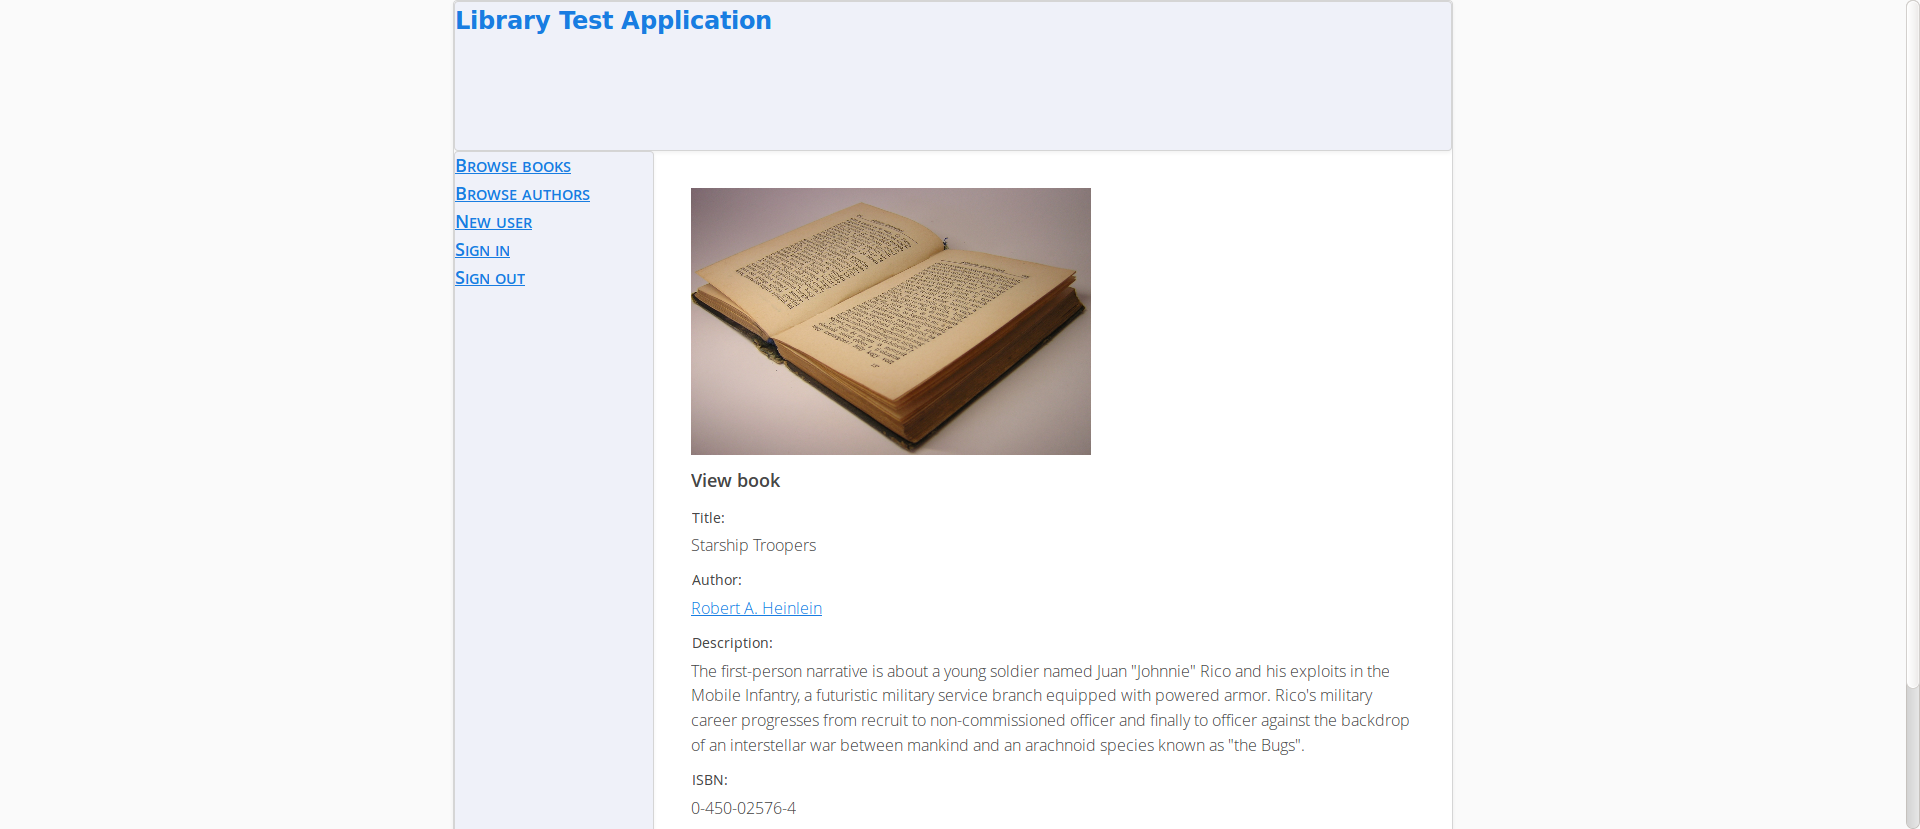 Library Test Application
Browse books
Browse authors
New user
Sign in
Sign out
View book
Title:
Starship Troopers
Author:
Robert A. Heinlein
Description:
The first-person narrative is about a young soldier named Juan "Johnnie" Rico and his exploits in the
Mobile Infantry, a futuristic military service branch equipped with powered armor. Rico's military
career progresses from recruit to non-commissioned officer and finally to officer against the backdrop
of an interstellar war between mankind and an arachnoid species known as "the Bugs".
ISBN:
0-450-02576-4